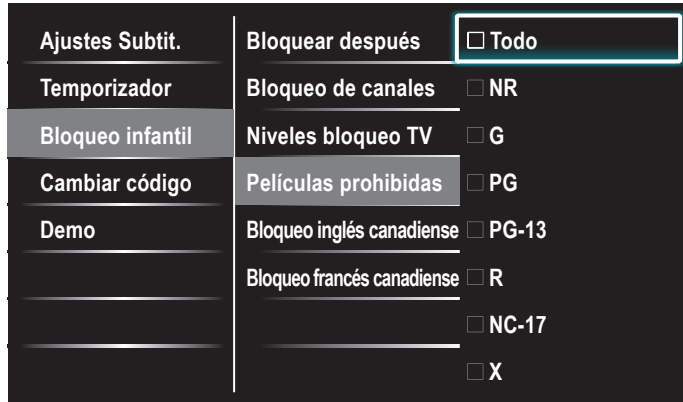 Ajustes Subtit.
Temporizador
Bloqueo infantil
Cambiar código
Demo
Bloquear después
Bloqueo de canales
Niveles bloqueo TV
Películas prohibidas
Bloqueo inglés canadiense
Bloqueo francés canadiense
Todo
NR
G
PG
PG-13
R
NC-17
X